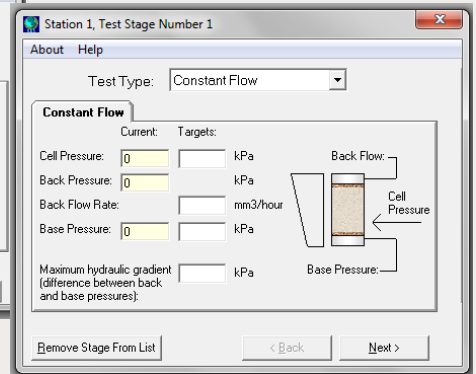 Station 1, Test Stage Number 1
About Help
Test Type: Constant Flow
Constant Flow
Current: Targets:
Cell Pressure: 0 kPa
Back Pressure: 0 kPa
Back Flow Rate: mm3/hour
Base Pressure: 0 kPa
Maximum hydraulic gradient
(difference between back
and base pressures): kPa
Back Flow:
Cell
Pressure
Base Pressure:
Remove Stage From List
< Back
Next >